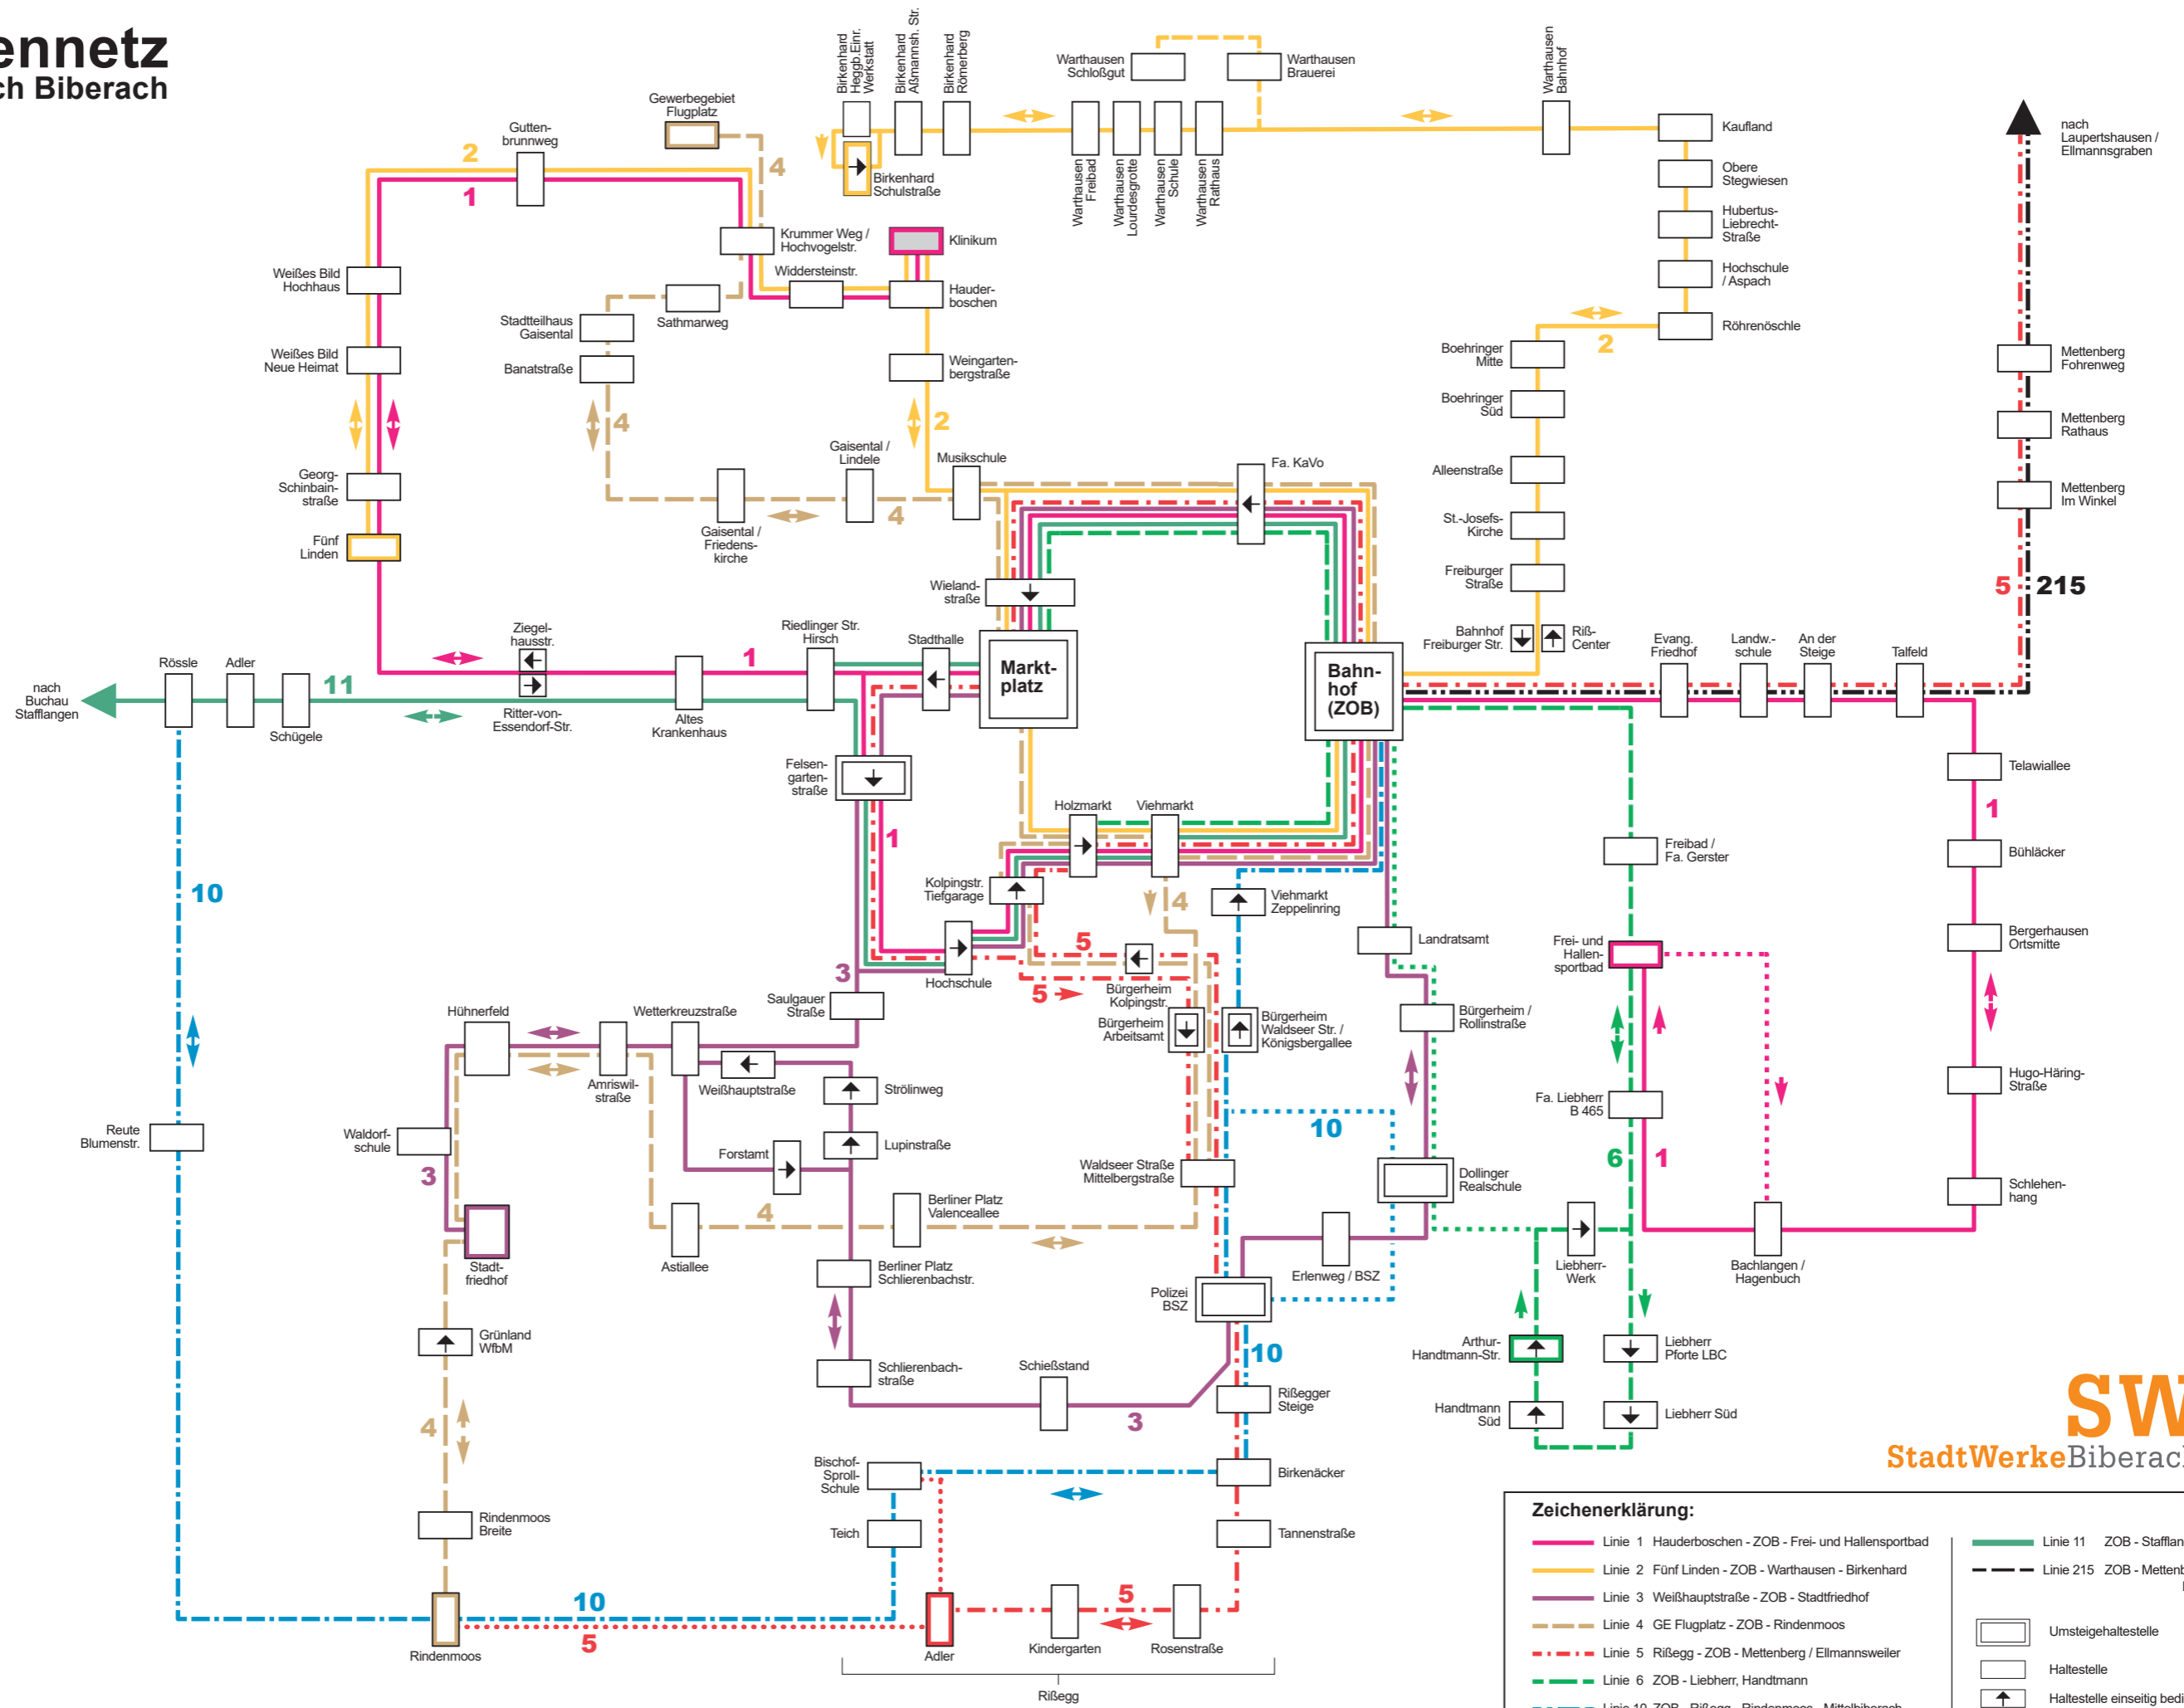 ennetz
ch Biberach
Birkenhard
Heggb.Einr.
Werkstatt
Birkenhard
Aßmannsh. Str.
Birkenhard
Römerberg
Warthausen
Schloßgut
Warthausen
Brauerei
Warthausen
Bahnhof
Gewerbegebiet
Flugplatz
Gutten-
brunnweg
2
1
4
Birkenhard
Schulstraße
Warthausen
Freibad
Warthausen
Lourdesgrotte
Warthausen
Schule
Warthausen
Rathaus
Kaufland
Obere
Stegwiesen
Hubertus-
Liebrecht-
Straße
Hochschule
/ Aspach
Röhrenöschle
2
nach
Laupertshausen /
Ellmannsgraben
Krummer Weg /
Hochvogelstr.
Klinikum
Widdersteinstr.
Hauder-
boschen
Weißes Bild
Hochhaus
Sathmarweg
Stadtteilhaus
Gaisental
Banatstraße
Weißes Bild
Neue Heimat
Weingarten-
bergstraße
4
2
Boehringer
Mitte
Boehringer
Süd
Alleenstraße
St.-Josefs-
Kirche
Freiburger
Straße
Bahnhof
Freiburger Str.
Riß-
Center
Mettenberg
Fohrenweg
Mettenberg
Rathaus
Mettenberg
Im Winkel
5
215
Georg-
Schinbain-
straße
Fünf
Linden
Gaisental /
Lindele
Musikschule
Fa. KaVo
4
Gaisental /
Friedens-
kirche
Wieland-
straße
Ziegel-
hausstr.
Riedlinger Str.
Hirsch
Stadthalle
Markt-
platz
Bahn-
hof
(ZOB)
Evang.
Friedhof
Landw.-
schule
An der
Steige
Talfeld
nach
Buchau
Stafflangen
Rössle
Adler
Schügele
11
1
Ritter-von-
Essendorf-Str.
Altes
Krankenhaus
Felsen-
garten-
straße
Telawiallee
1
Bühläcker
Bergerhausen
Ortsmitte
Hugo-Häring-
Straße
Schlehen-
hang
Holzmarkt
Viehmarkt
Freibad /
Fa. Gerster
1
10
Kolpingstr.
Tiefgarage
4
Viehmarkt
Zeppelinring
Landratsamt
Frei- und
Hallen-
sportbad
5
3
Hochschule
5
Bürgerheim
Kolpingstr.
Bürgerheim
Arbeitsamt
Bürgerheim
Waldseer Str. /
Königsbergallee
Bürgerheim /
Rollinstraße
Saulgauer
Straße
Hühnerfeld
Wetterkreuzstraße
Amriswil-
straße
Weißhauptstraße
Strölinweg
Fa. Liebherr
B 465
Reute
Blumenstr.
Waldorf-
schule
Forstamt
Lupinstraße
10
3
Waldseer Straße
Mittelbergstraße
Dollinger
Realschule
6
1
4
Berliner Platz
Valenceallee
Stadt-
friedhof
Astiallee
Berliner Platz
Schlierenbachstr.
Erlenweg / BSZ
Liebherr-
Werk
Bachlangen /
Hagenbuch
Polizei
BSZ
Grünland
WfbM
10
Arthur-
Handtmann-Str.
Liebherr
Pforte LBC
Schlierenbach-
straße
Schießstand
Rißegger
Steige
Handtmann
Süd
Liebherr Süd
4
3
SW
StadtWerkeBiberach
Bischof-
Sproll-
Schule
Birkenäcker
Rindenmoos
Breite
Teich
Tannenstraße
10
5
5
Rindenmoos
Adler
Kindergarten
Rosenstraße
Rißegg
Zeichenerklärung:
Linie 1 Hauderboschen - ZOB - Frei- und Hallensportbad
Linie 2 Fünf Linden - ZOB - Warthausen - Birkenhard
Linie 3 Weißhauptstraße - ZOB - Stadtfriedhof
Linie 4 GE Flugplatz - ZOB - Rindenmoos
Linie 5 Rißegg - ZOB - Mettenberg / Ellmannsweiler
Linie 6 ZOB - Liebherr, Handtmann
Linie 10 ZOB - Rißegg - Rindenmoos - Mittelbiberach
Linie 11 ZOB - Stafflan
Linie 215 ZOB - Mettenb
Umsteigehaltestelle
Haltestelle
Haltestelle einseitig bed